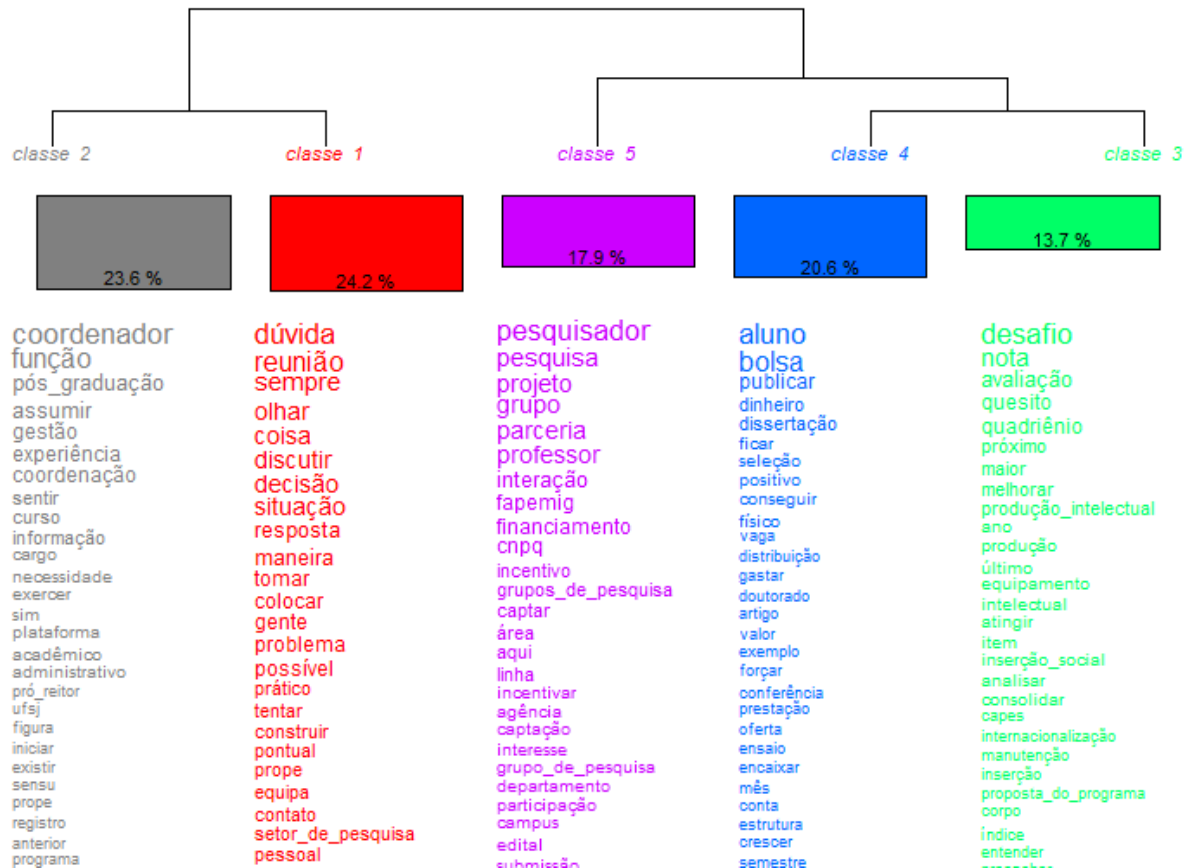 classe 2
classe 1
classe 5
classe 4
classe 3
23.6 %
24.2 %
17.9 %
20.6 %
13.7 %
coordenador
função
pós_graduação
assumir
gestão
experiência
coordenação
sentir
curso
informação
cargo
necessidade
exercer
sim
plataforma
acadêmico
administrativo
pró_reitor
ufsj
figura
iniciar
existir
sensu
prope
registro
anterior
programa
dúvida
reunião
sempre
olhar
coisa
discutir
decisão
situação
resposta
maneira
tomar
colocar
gente
problema
possível
prático
tentar
construir
pontual
prope
equipa
contato
setor_de_pesquisa
pessoal
pesquisador
pesquisa
projeto
grupo
parceria
professor
interação
fapemig
financiamento
cnpq
incentivo
grupos_de_pesquisa
captar
área
aqui
linha
incentivar
agência
captação
interesse
grupo_de_pesquisa
departamento
participação
campus
edital
submissão
aluno
bolsa
publicar
dinheiro
dissertação
ficar
seleção
positivo
conseguir
físico
vaga
distribuição
gastar
doutorado
artigo
valor
exemplo
forçar
conferência
prestação
oferta
ensaio
encaixar
mês
conta
estrutura
crescer
semestre
desafio
nota
avaliação
quesito
quadriênio
próximo
maior
melhorar
produção_intelectual
ano
produção
último
equipamento
intelectual
atingir
item
inserção_social
analisar
consolidar
capes
internacionalização
manutenção
inserção
proposta_do_programa
corpo
índice
entender